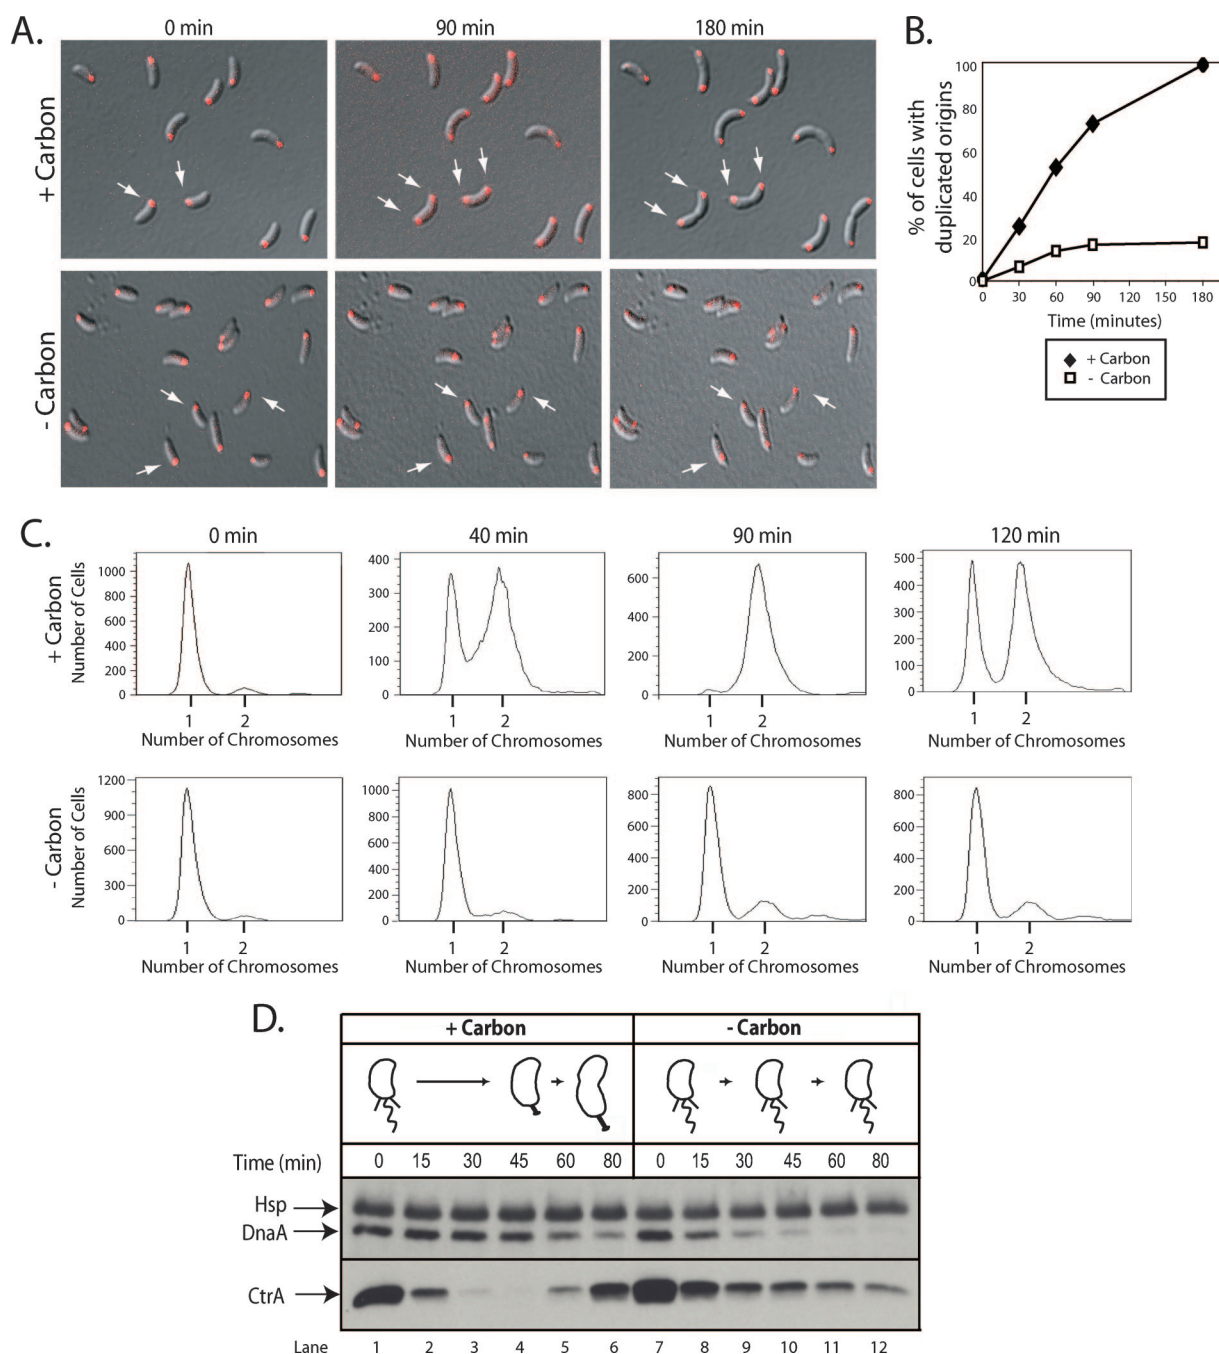 A.
0 min 90 min 180 min
+ Carbon
- Carbon
B.
% of cells with
duplicated origins
100
80
60
40
20
0
0 30 60 90 120 150 180
Time (minutes)
+ Carbon
- Carbon
C.
0 min 40 min 90 min 120 min
+ Carbon
Number of Cells
1000
800
600
400
200
0
1 2
Number of Chromosomes
400
300
200
100
0
1 2
Number of Chromosomes
600
400
200
0
1 2
Number of Chromosomes
500
400
300
200
100
0
1 2
Number of Chromosomes
- Carbon
Number of Cells
1200
900
600
300
0
1 2
Number of Chromosomes
1000
800
600
400
200
0
1 2
Number of Chromosomes
800
600
400
200
0
1 2
Number of Chromosomes
800
600
400
200
0
1 2
Number of Chromosomes
D.
+ Carbon - Carbon
Time (min) 0 15 30 45 60 80 0 15 30 45 60 80
Hsp
DnaA
CtrA
Lane 1 2 3 4 5 6 7 8 9 10 11 12